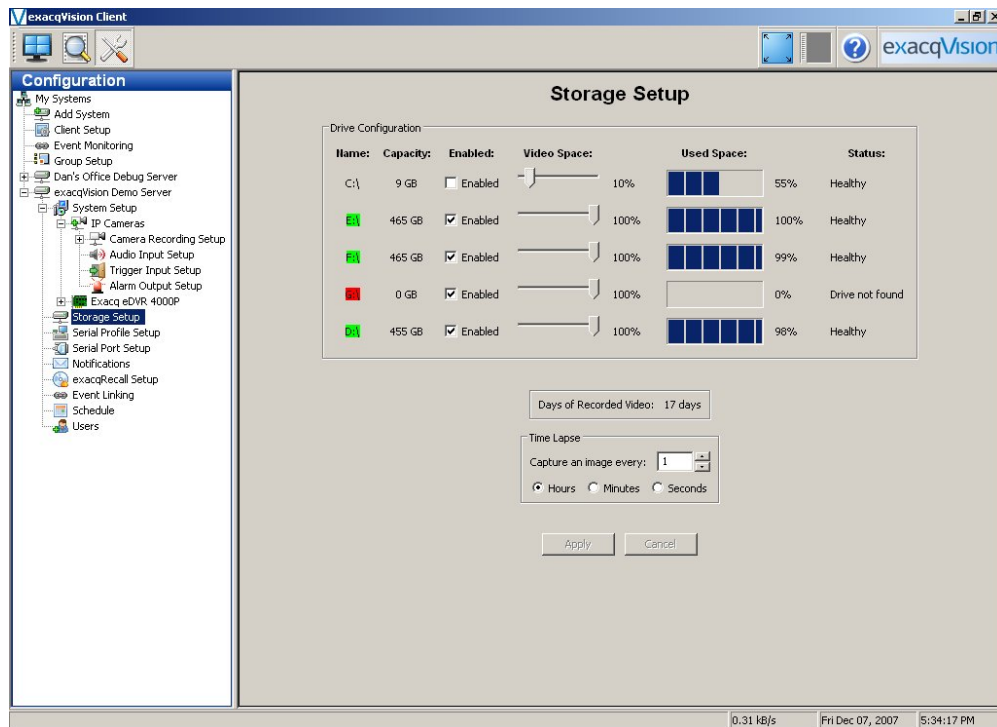 exacqVision Client
exacqVision
Configuration
My Systems
Add System
Client Setup
Event Monitoring
Group Setup
Dan's Office Debug Server
exacqVision Demo Server
System Setup
IP Cameras
Camera Recording Setup
Audio Input Setup
Trigger Input Setup
Alarm Output Setup
Exacq eDVR 4000P
Storage Setup
Serial Profile Setup
Serial Port Setup
Notifications
exacqRecall Setup
Event Linking
Schedule
Users
Storage Setup
Drive Configuration
Name: Capacity: Enabled: Video Space: Used Space: Status:
C:\ 9 GB Enabled 10% 55% Healthy
E:\ 465 GB Enabled 100% 100% Healthy
F:\ 465 GB Enabled 100% 99% Healthy
G:\ 0 GB Enabled 100% 0% Drive not found
D:\ 455 GB Enabled 100% 98% Healthy
Days of Recorded Video: 17 days
Time Lapse
Capture an image every: 1
Hours Minutes Seconds
Apply Cancel
0.31 kB/s Fri Dec 07, 2007 5:34:17 PM